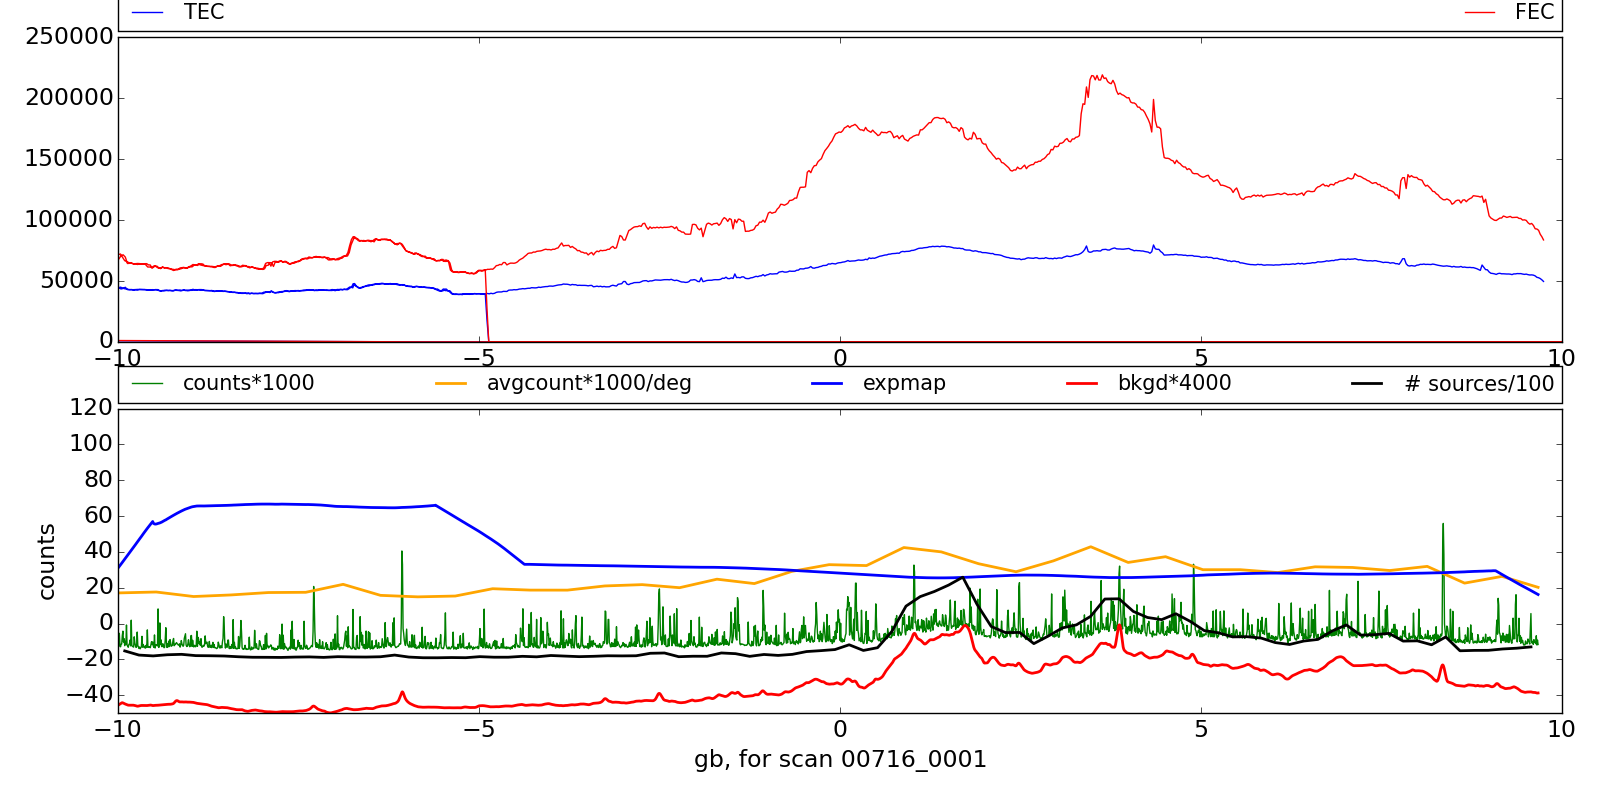 TEC FEC
250000
200000
150000
100000
50000
0
−10 −5 0 5 10
counts*1000 avgcount*1000/deg expmap bkgd*4000 # sources/100
120
100
80
60
40
20
0
−20
−40
counts
−10 −5 0 5 10
gb, for scan 00716_0001